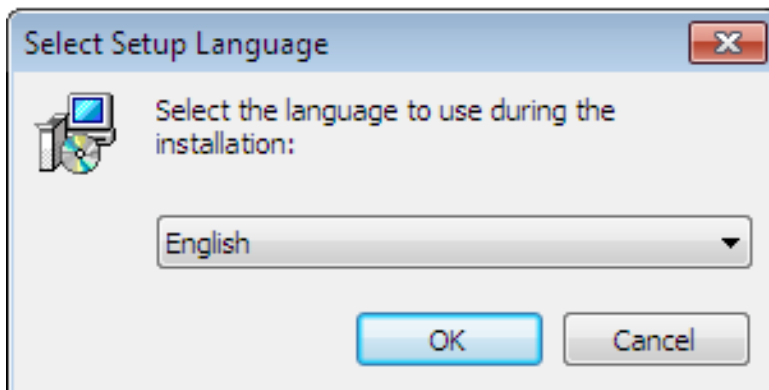 Select Setup Language
Select the language to use during the
installation:
English
OK
Cancel